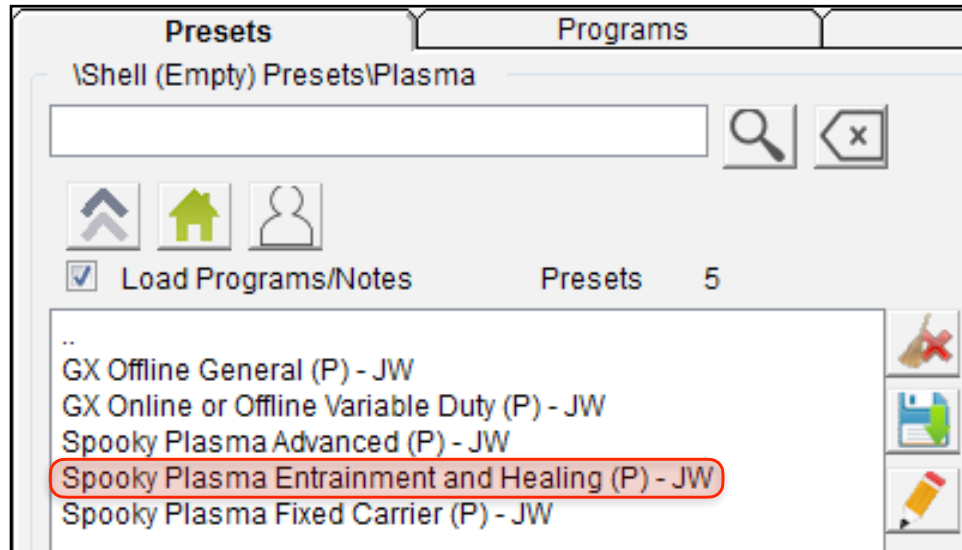 Presets Programs
\Shell (Empty) Presets\Plasma
Load Programs/Notes Presets 5
..
GX Offline General (P) - JW
GX Online or Offline Variable Duty (P) - JW
Spooky Plasma Advanced (P) - JW
Spooky Plasma Entrainment and Healing (P) - JW
Spooky Plasma Fixed Carrier (P) - JW